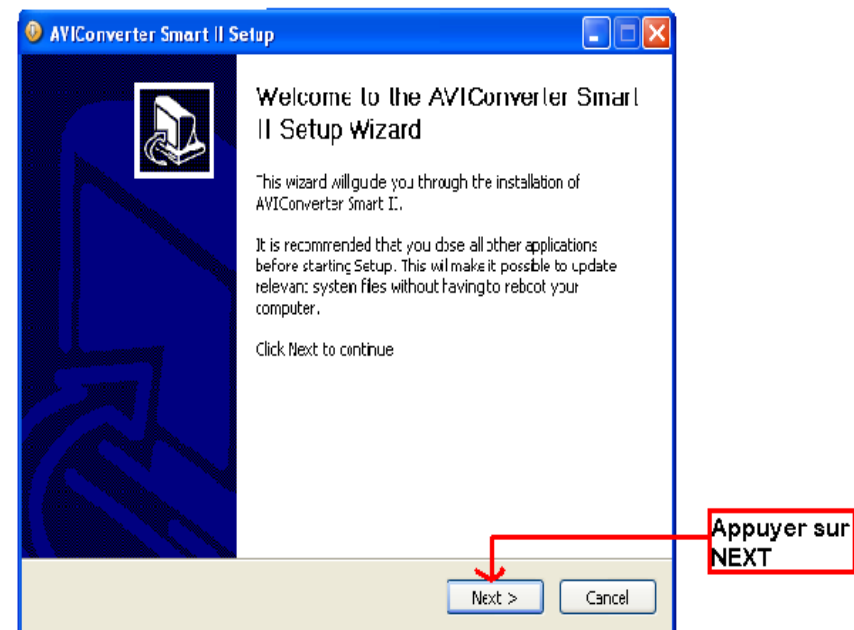 AVIConverter Smart II Setup
Welcome to the AVIConverter Smart
II Setup Wizard
This wizard will guide you through the installation of
AVIConverter Smart II.
It is recommended that you close all other applications
before starting Setup. This will make it possible to update
relevant system files without having to reboot your
computer.
Click Next to continue
Appuyer sur
NEXT
Next >
Cancel